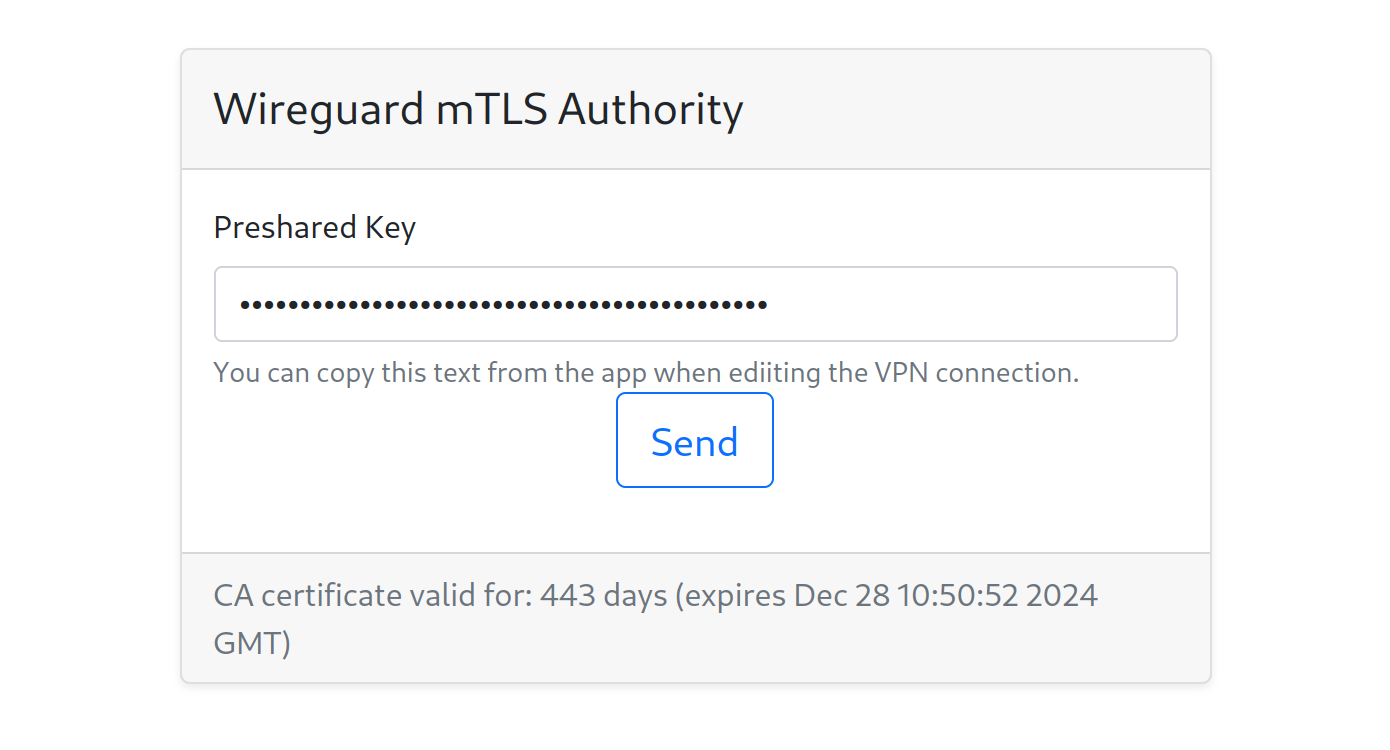 Wireguard mTLS Authority
Preshared Key
••••••••••••••••••••••••••••••••••••••••••••
You can copy this text from the app when ediiting the VPN connection.
Send
CA certificate valid for: 443 days (expires Dec 28 10:50:52 2024
GMT)